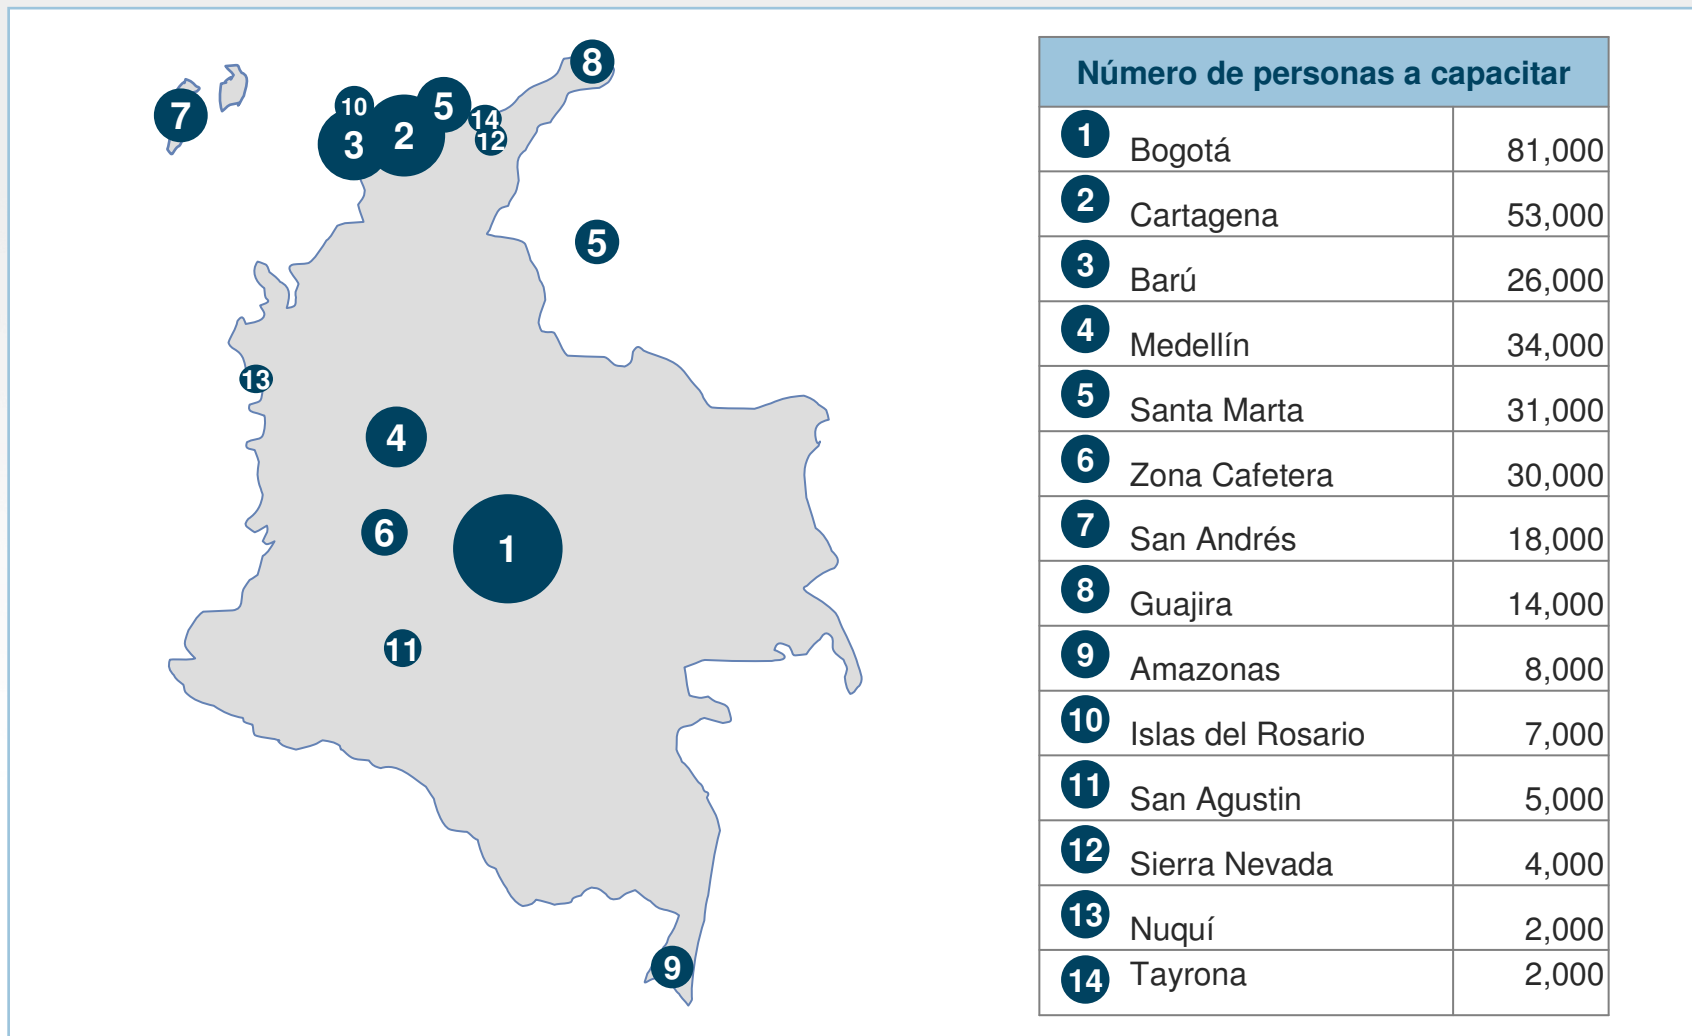 8
7
10
5
3
2
14
12
5
13
4
6
1
11
9
Número de personas a capacitar
1 Bogotá 81,000
2 Cartagena 53,000
3 Barú 26,000
4 Medellín 34,000
5 Santa Marta 31,000
6 Zona Cafetera 30,000
7 San Andrés 18,000
8 Guajira 14,000
9 Amazonas 8,000
10 Islas del Rosario 7,000
11 San Agustin 5,000
12 Sierra Nevada 4,000
13 Nuquí 2,000
14 Tayrona 2,000